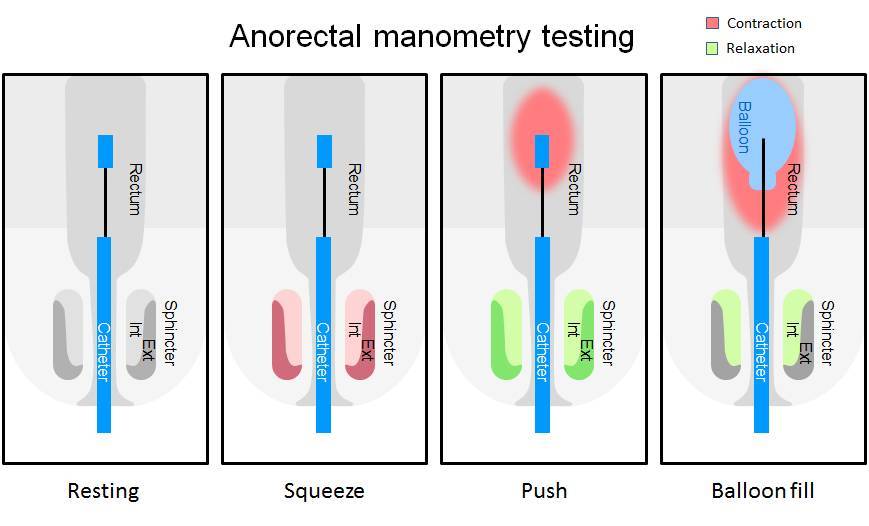 Anorectal manometry testing
Contraction
Relaxation
Rectum
Sphincter
Int
Ext
Catheter
Resting
Rectum
Sphincter
Int
Ext
Catheter
Squeeze
Rectum
Sphincter
Int
Ext
Catheter
Push
Balloon
Rectum
Sphincter
Int
Ext
Catheter
Balloon fill